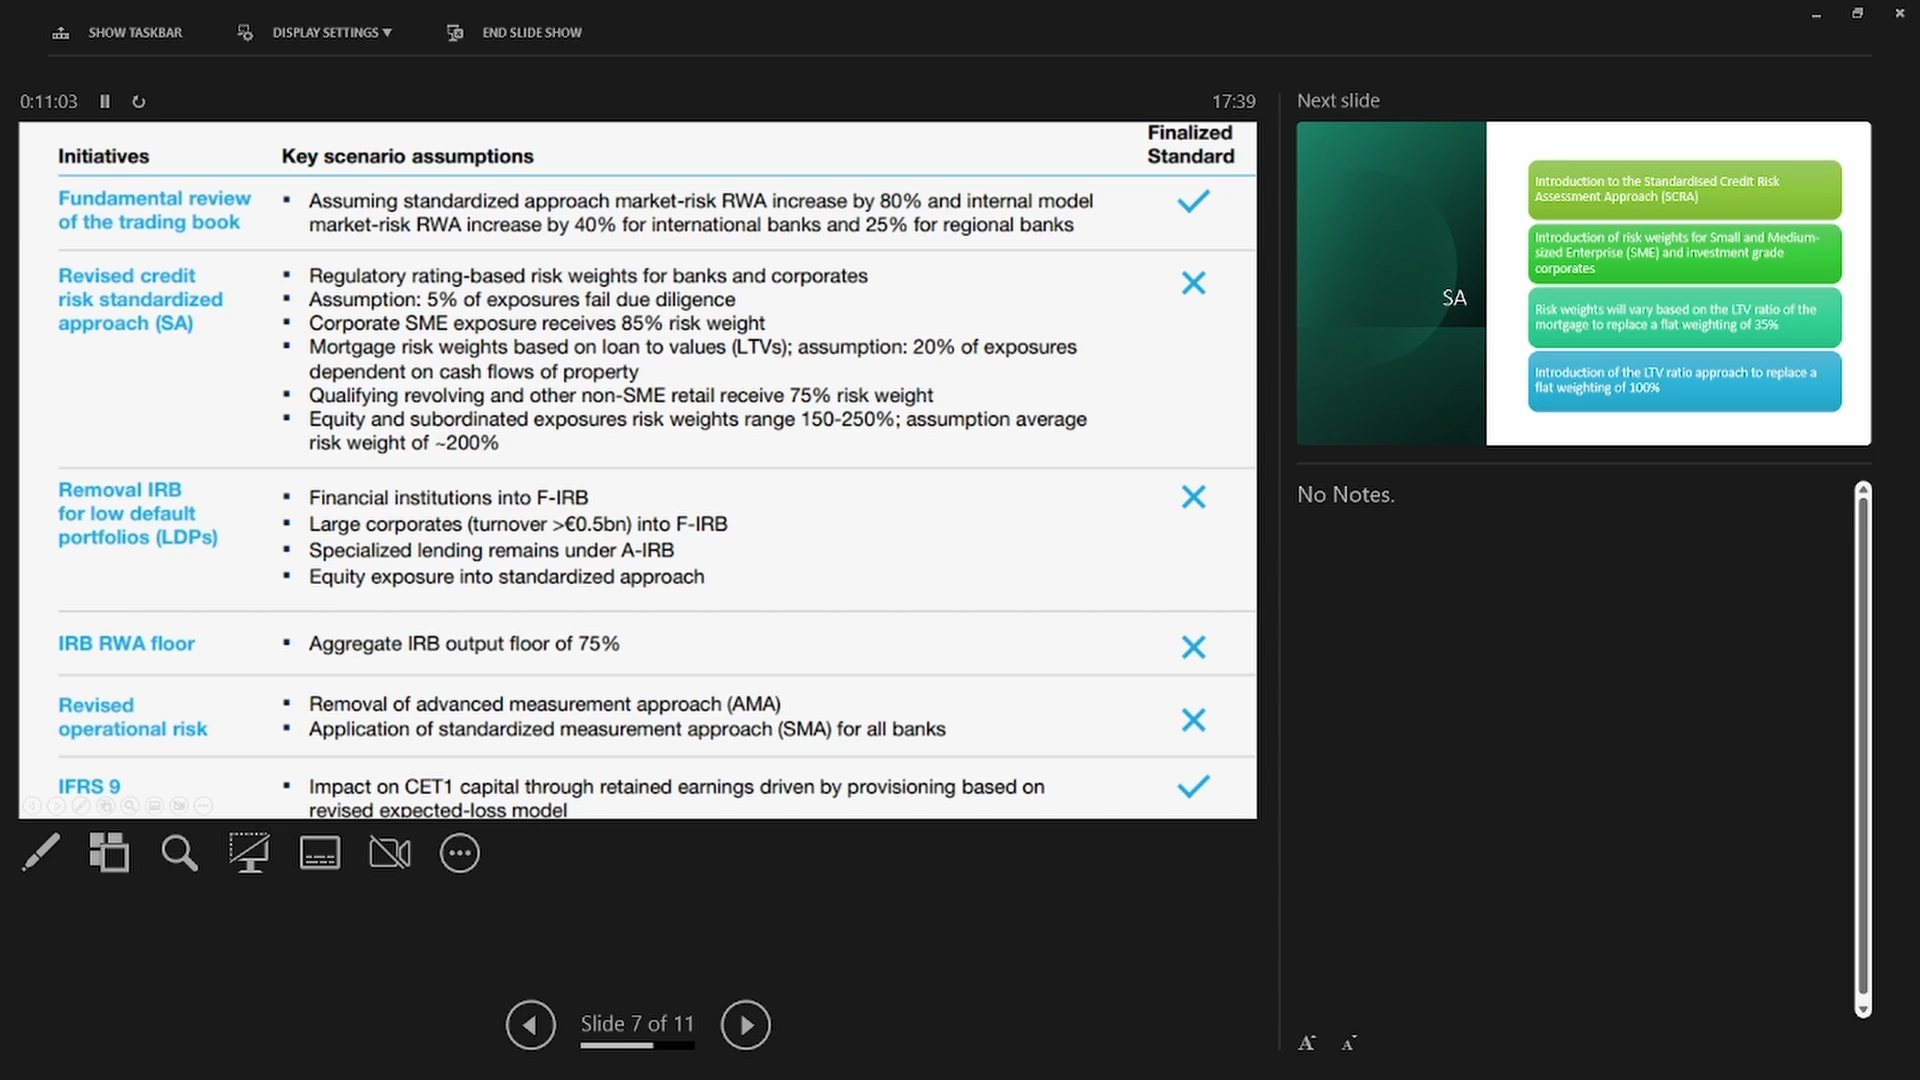 SHOW TASKBAR
DISPLAY SETTINGS ▼
END SLIDE SHOW
0:11:03
17:39
Initiatives
Key scenario assumptions
Finalized
Standard
Fundamental review
of the trading book
▪ Assuming standardized approach market-risk RWA increase by 80% and internal model
market-risk RWA increase by 40% for international banks and 25% for regional banks
Revised credit
risk standardized
approach (SA)
▪ Regulatory rating-based risk weights for banks and corporates
▪ Assumption: 5% of exposures fail due diligence
▪ Corporate SME exposure receives 85% risk weight
▪ Mortgage risk weights based on loan to values (LTVs); assumption: 20% of exposures
dependent on cash flows of property
▪ Qualifying revolving and other non-SME retail receive 75% risk weight
▪ Equity and subordinated exposures risk weights range 150-250%; assumption average
risk weight of ~200%
Removal IRB
for low default
portfolios (LDPs)
▪ Financial institutions into F-IRB
▪ Large corporates (turnover >€0.5bn) into F-IRB
▪ Specialized lending remains under A-IRB
▪ Equity exposure into standardized approach
IRB RWA floor
▪ Aggregate IRB output floor of 75%
Revised
operational risk
▪ Removal of advanced measurement approach (AMA)
▪ Application of standardized measurement approach (SMA) for all banks
IFRS 9
▪ Impact on CET1 capital through retained earnings driven by provisioning based on
revised expected-loss model
Slide 7 of 11
Next slide
SA
Introduction to the Standardised Credit Risk
Assessment Approach (SCRA)
Introduction of risk weights for Small and Medium-
sized Enterprise (SME) and investment grade
corporates
Risk weights will vary based on the LTV ratio of the
mortgage to replace a flat weighting of 35%
Introduction of the LTV ratio approach to replace a
flat weighting of 100%
No Notes.
A A